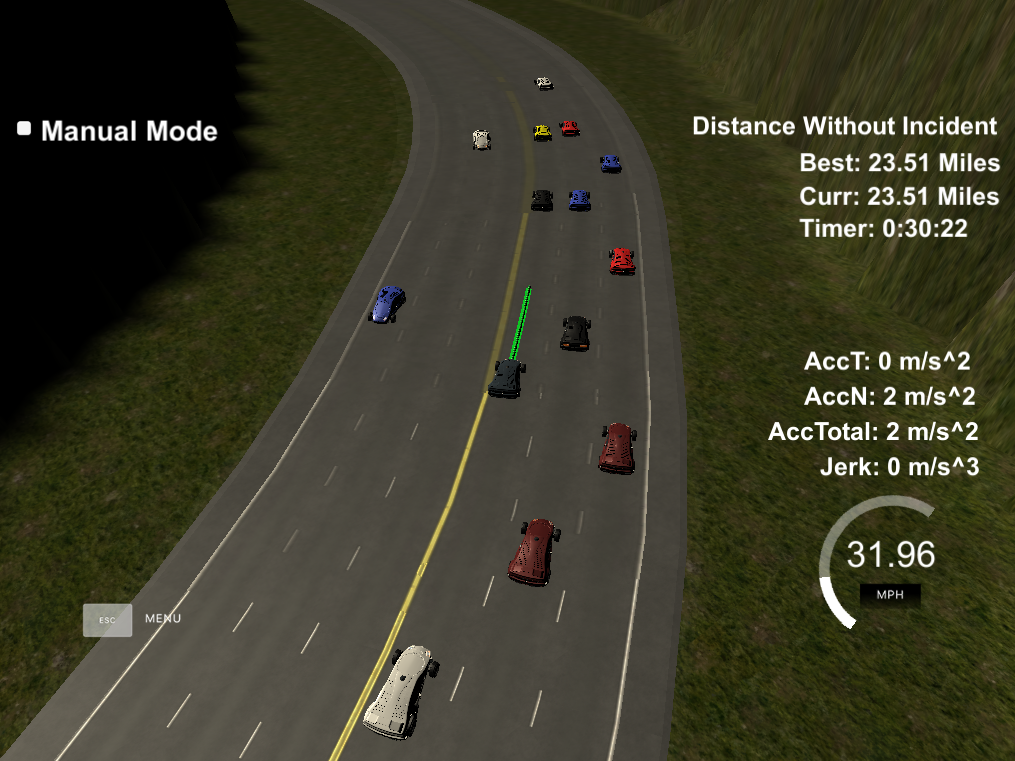 Manual Mode
Distance Without Incident
Best: 23.51 Miles
Curr: 23.51 Miles
Timer: 0:30:22
AccT: 0 m/s^2
AccN: 2 m/s^2
AccTotal: 2 m/s^2
Jerk: 0 m/s^3
31.96
MPH
ESC MENU